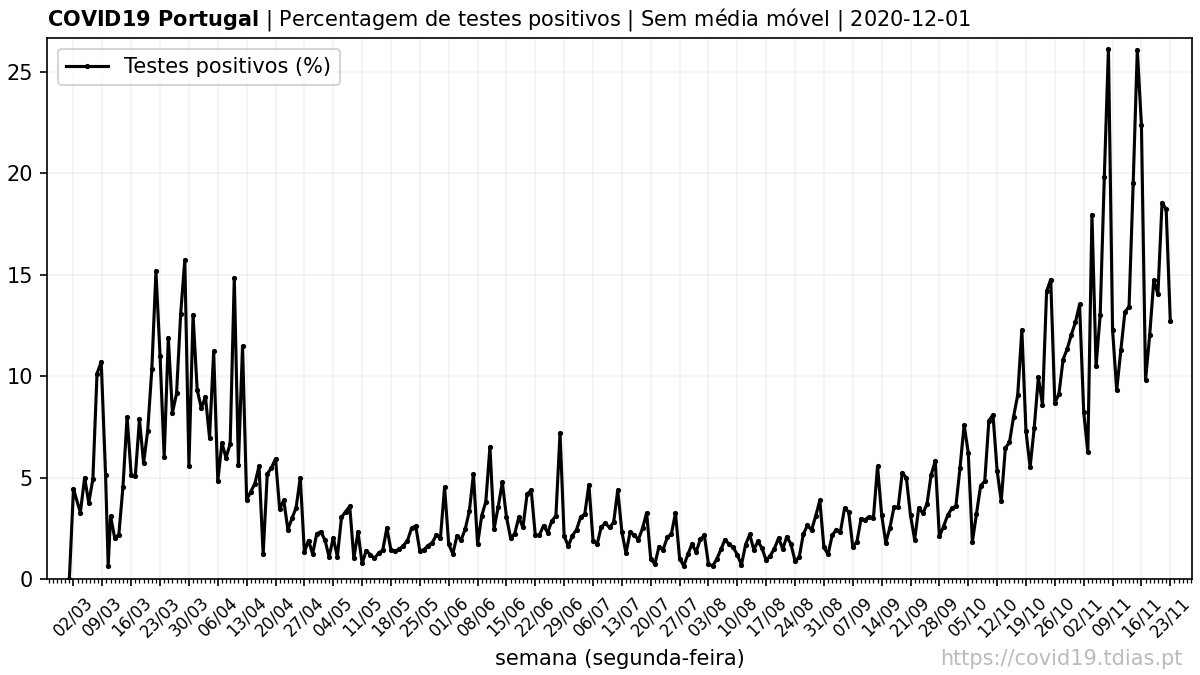 COVID19 Portugal | Percentagem de testes positivos | Sem média móvel | 2020-12-01
Testes positivos (%)
25
20
15
10
5
0
02/03 09/03 16/03 23/03 30/03 06/04 13/04 20/04 27/04 04/05 11/05 18/05 25/05 01/06 08/06 15/06 22/06 29/06 06/07 13/07 20/07 27/07 03/08 10/08 17/08 24/08 31/08 07/09 14/09 21/09 28/09 05/10 12/10 19/10 26/10 02/11 09/11 16/11 23/11
semana (segunda-feira)
https://covid19.tdias.pt